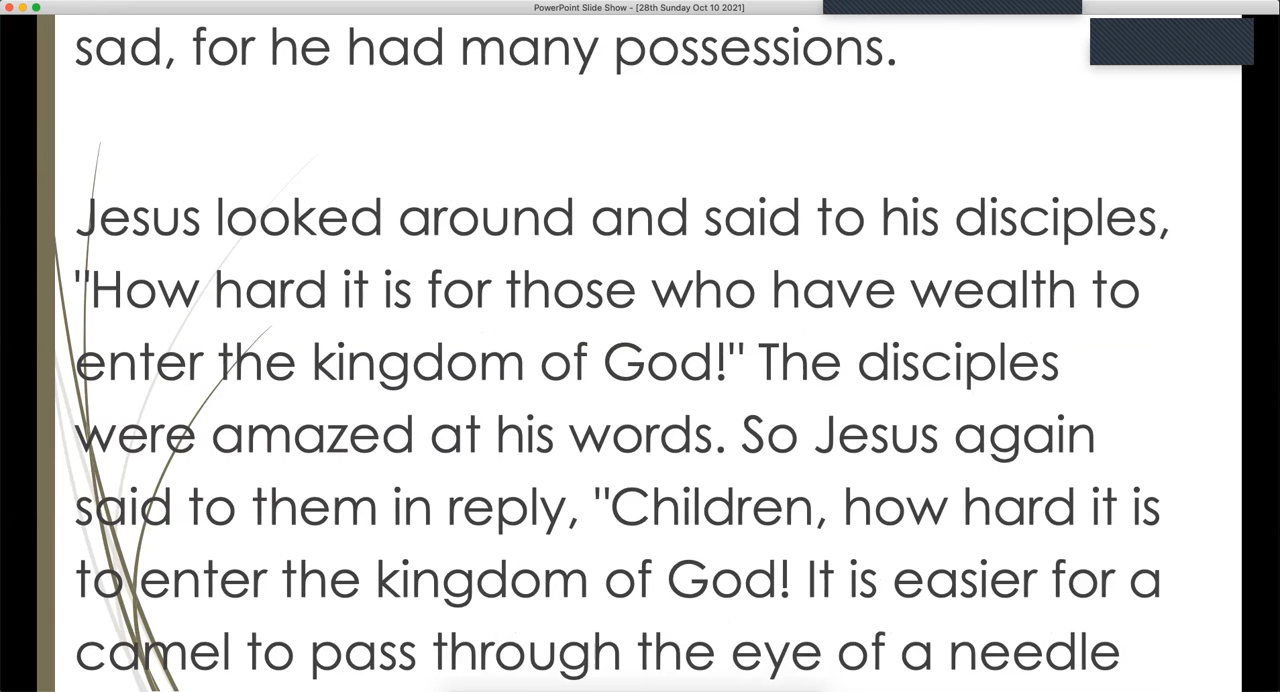 PowerPoint Slide Show - [28th Sunday Oct 10 2021]
sad, for he had many possessions.
Jesus looked around and said to his disciples,
"How hard it is for those who have wealth to
enter the kingdom of God!" The disciples
were amazed at his words. So Jesus again
said to them in reply, "Children, how hard it is
to enter the kingdom of God! It is easier for a
camel to pass through the eye of a needle